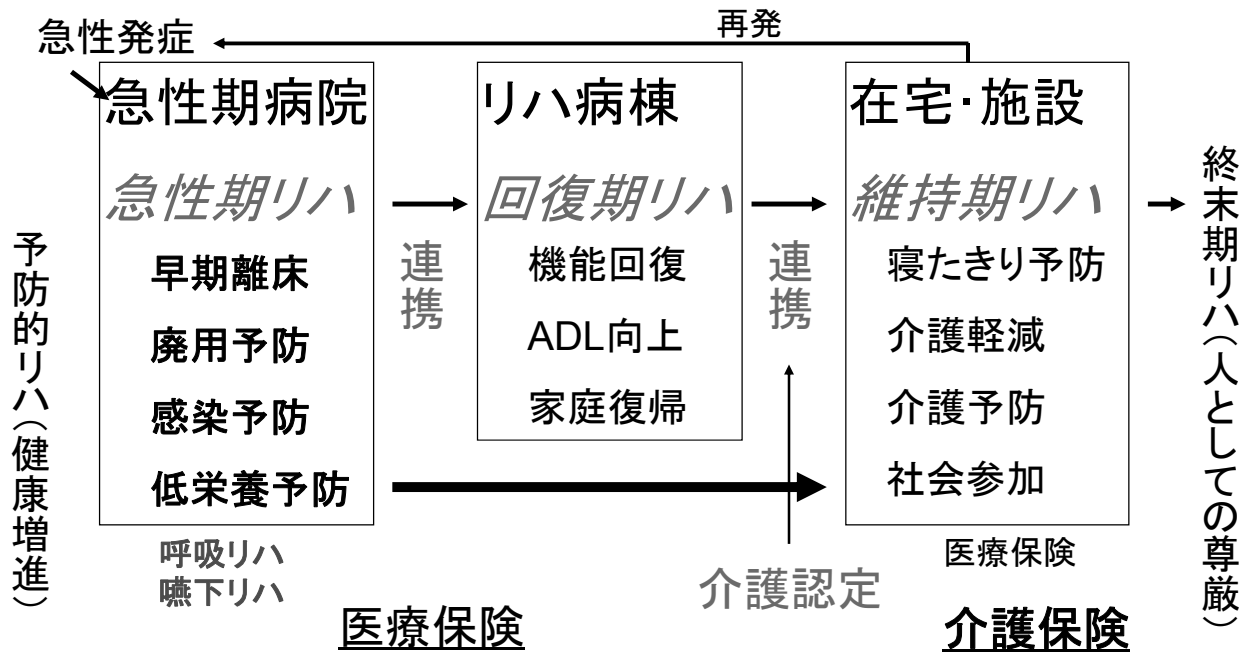 再発
急性発症
急性期病院
急性期リハ
早期離床
廃用予防
感染予防
低栄養予防
呼吸リハ
嚥下リハ
連携
リハ病棟
回復期リハ
機能回復
ADL向上
家庭復帰
連携
在宅・施設
維持期リハ
寝たきり予防
介護軽減
介護予防
社会参加
医療保険
介護認定
医療保険
介護保険
予防的リハ（健康増進）
終末期リハ（人としての尊厳）